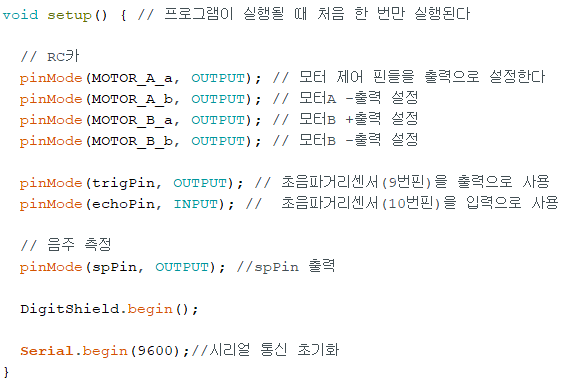 void setup() { // 프로그램이 실행될 때 처음 한 번만 실행된다
// RC카
pinMode(MOTOR_A_a, OUTPUT); // 모터 제어 핀들을 출력으로 설정한다
pinMode(MOTOR_A_b, OUTPUT); // 모터A -출력 설정
pinMode(MOTOR_B_a, OUTPUT); // 모터B +출력 설정
pinMode(MOTOR_B_b, OUTPUT); // 모터B -출력 설정
pinMode(trigPin, OUTPUT); // 초음파거리센서(9번핀)을 출력으로 사용
pinMode(echoPin, INPUT); //  초음파거리센서(10번핀)을 입력으로 사용
// 음주 측정
pinMode(spPin, OUTPUT); //spPin 출력
DigitShield.begin();
Serial.begin(9600);//시리얼 통신 초기화
}